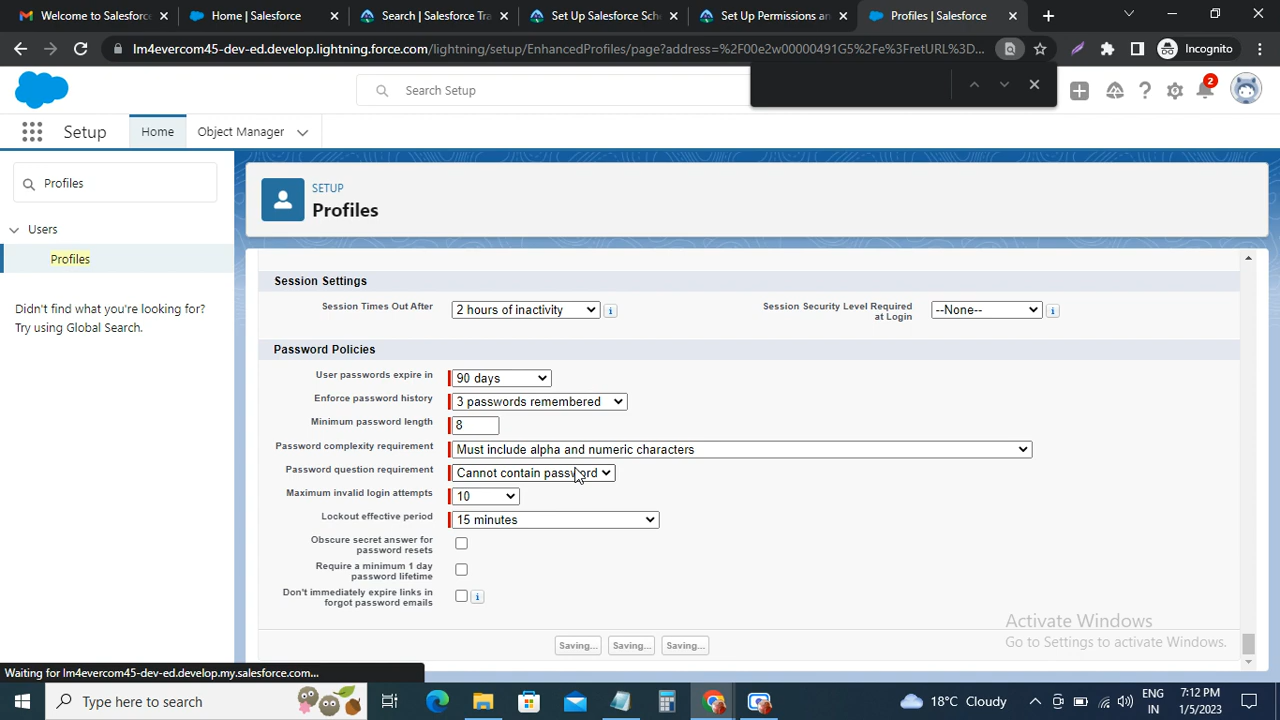 Welcome to Salesforce
Home | Salesforce
Search | Salesforce Tra
Set Up Salesforce Sch
Set Up Permissions an
Profiles | Salesforce
lm4evercom45-dev-ed.develop.lightning.force.com/lightning/setup/EnhancedProfiles/page?address=%2F00e2w00000491G5%2Fe%3FretURL%3D...
Incognito
Search Setup
2
Setup
Home
Object Manager
Profiles
Users
Profiles
Didn't find what you're looking for?
Try using Global Search.
SETUP
Profiles
Session Settings
Session Times Out After
2 hours of inactivity
Session Security Level Required
at Login
--None--
Password Policies
User passwords expire in
90 days
Enforce password history
3 passwords remembered
Minimum password length
8
Password complexity requirement
Must include alpha and numeric characters
Password question requirement
Cannot contain password
Maximum invalid login attempts
10
Lockout effective period
15 minutes
Obscure secret answer for
password resets
Require a minimum 1 day
password lifetime
Don't immediately expire links in
forgot password emails
Saving... Saving... Saving...
Activate Windows
Go to Settings to activate Windows.
Waiting for lm4evercom45-dev-ed.develop.my.salesforce.com...
Type here to search
18°C Cloudy
ENG
IN
7:12 PM
1/5/2023